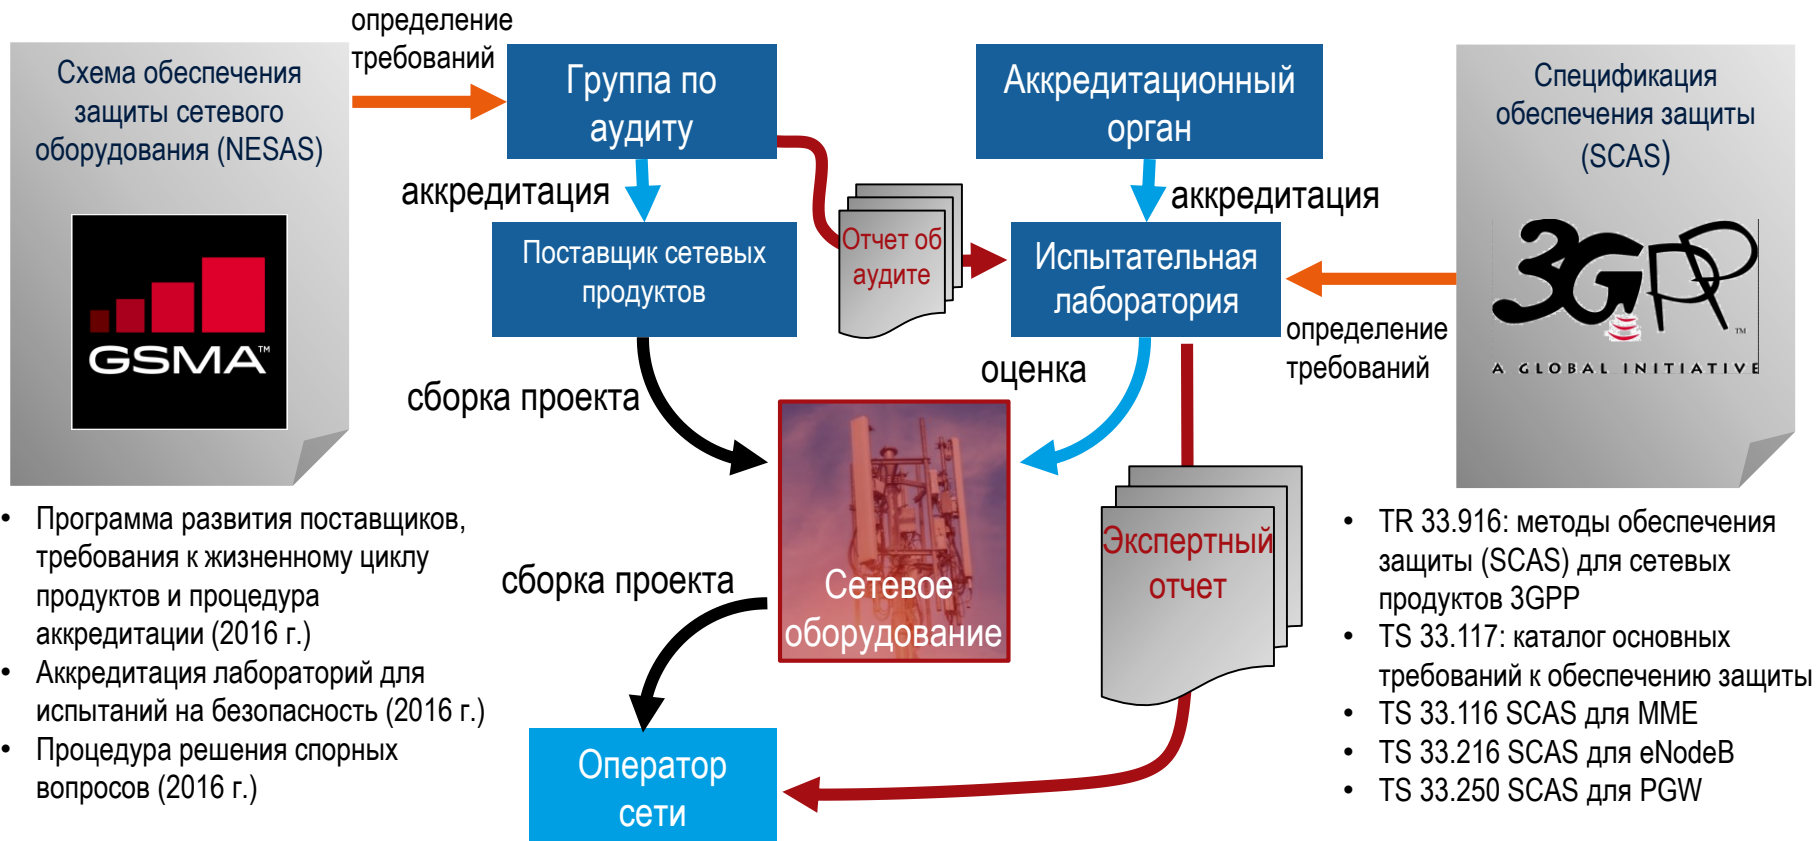 определение
требований
Схема обеспечения
защиты сетевого
оборудования (NESAS)
GSMA™
Группа по
аудиту
Аккредитационный
орган
Спецификация
обеспечения защиты
(SCAS)
3GPP
TM
A GLOBAL INITIATIVE
аккредитация
аккредитация
Поставщик сетевых
продуктов
Отчет об
аудите
Испытательная
лаборатория
определение
требований
сборка проекта
оценка
Сетевое
оборудование
Экспертный
отчет
сборка проекта
Оператор
сети
• Программа развития поставщиков,
требования к жизненному циклу
продуктов и процедура
аккредитации (2016 г.)
• Аккредитация лабораторий для
испытаний на безопасность (2016 г.)
• Процедура решения спорных
вопросов (2016 г.)
• TR 33.916: методы обеспечения
защиты (SCAS) для сетевых
продуктов 3GPP
• TS 33.117: каталог основных
требований к обеспечению защиты
• TS 33.116 SCAS для MME
• TS 33.216 SCAS для eNodeB
• TS 33.250 SCAS для PGW